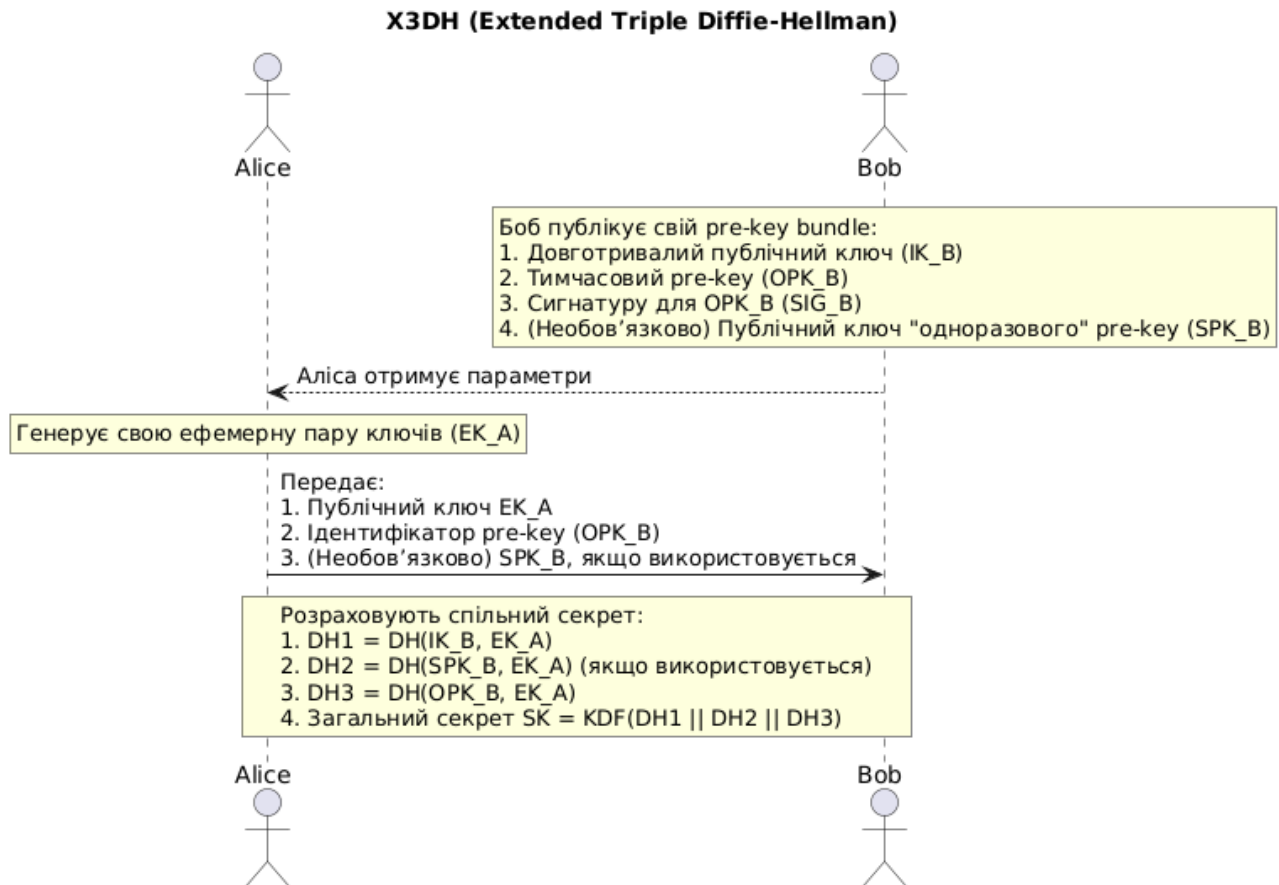 X3DH (Extended Triple Diffie-Hellman)
Alice
Bob
Боб публікує свій pre-key bundle:
1. Довготривалий публічний ключ (IK_B)
2. Тимчасовий pre-key (OPK_B)
3. Сигнатуру для OPK_B (SIG_B)
4. (Необов’язково) Публічний ключ "одноразового" pre-key (SPK_B)
Аліса отримує параметри
Генерує свою ефемерну пару ключів (EK_A)
Передає:
1. Публічний ключ EK_A
2. Ідентифікатор pre-key (OPK_B)
3. (Необов’язково) SPK_B, якщо використовується
Розраховують спільний секрет:
1. DH1 = DH(IK_B, EK_A)
2. DH2 = DH(SPK_B, EK_A) (якщо використовується)
3. DH3 = DH(OPK_B, EK_A)
4. Загальний секрет SK = KDF(DH1 || DH2 || DH3)
Alice
Bob